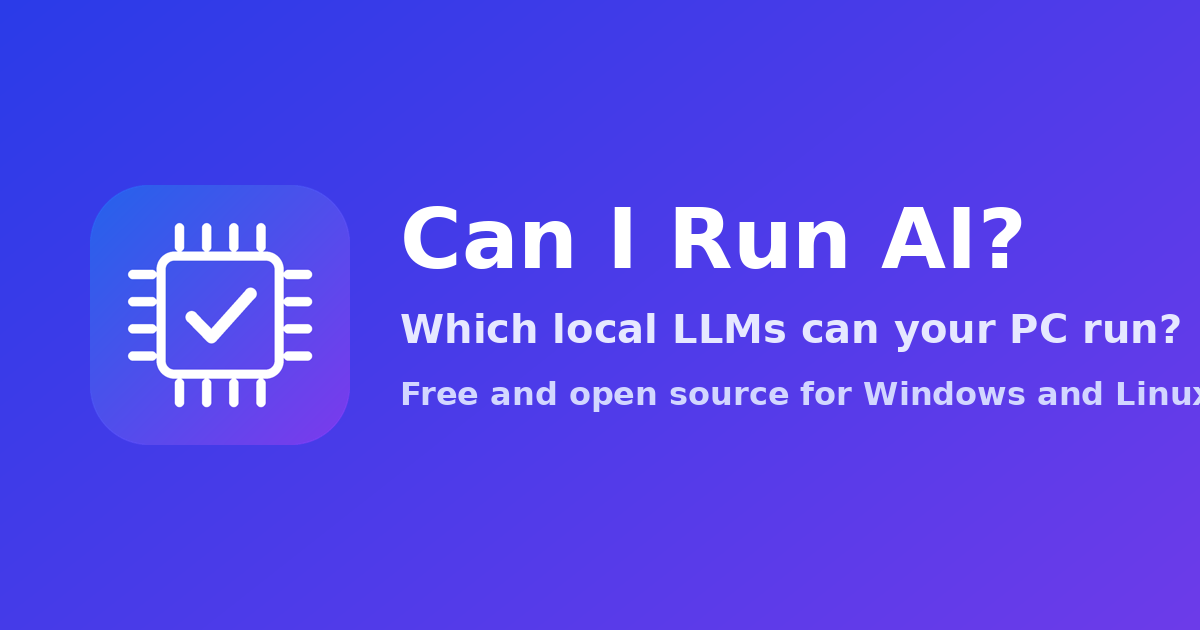 Can I Run AI?
Which local LLMs can your PC run?
Free and open source for Windows and Linux